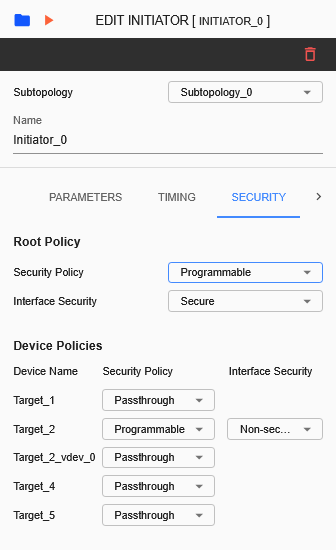 EDIT INITIATOR [ INITIATOR_0 ]
Subtopology Subtopology_0
Name
Initiator_0
PARAMETERS TIMING SECURITY
Root Policy
Security Policy Programmable
Interface Security Secure
Device Policies
Device Name Security Policy Interface Security
Target_1 Passthrough
Target_2 Programmable Non-sec...
Target_2_vdev_0 Passthrough
Target_4 Passthrough
Target_5 Passthrough